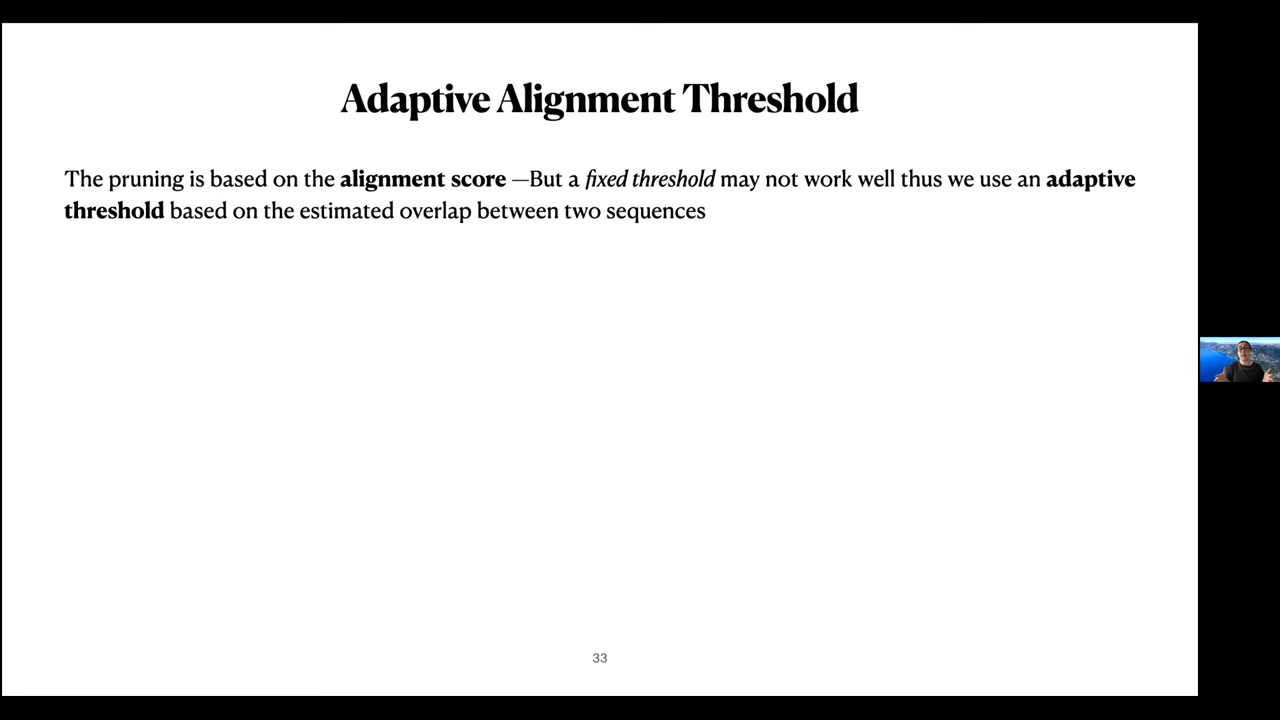 Adaptive Alignment Threshold
The pruning is based on the alignment score —But a fixed threshold may not work well thus we use an adaptive
threshold based on the estimated overlap between two sequences
33